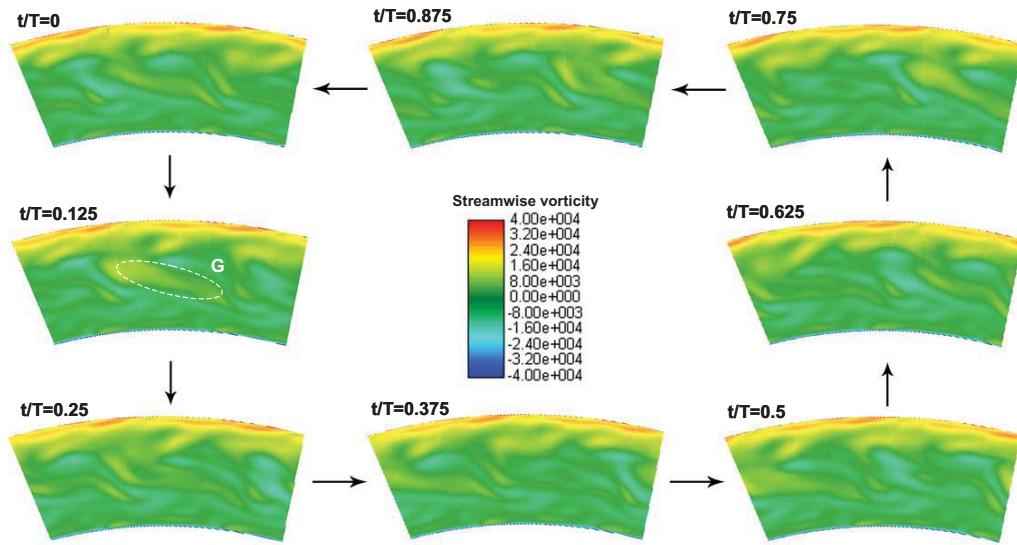 t/T=0
t/T=0.875
t/T=0.75
t/T=0.125
G
Streamwise vorticity
4.00e+004
3.20e+004
2.40e+004
1.60e+004
8.00e+003
0.00e+000
-8.00e+003
-1.60e+004
-2.40e+004
-3.20e+004
-4.00e+004
t/T=0.625
t/T=0.25
t/T=0.375
t/T=0.5